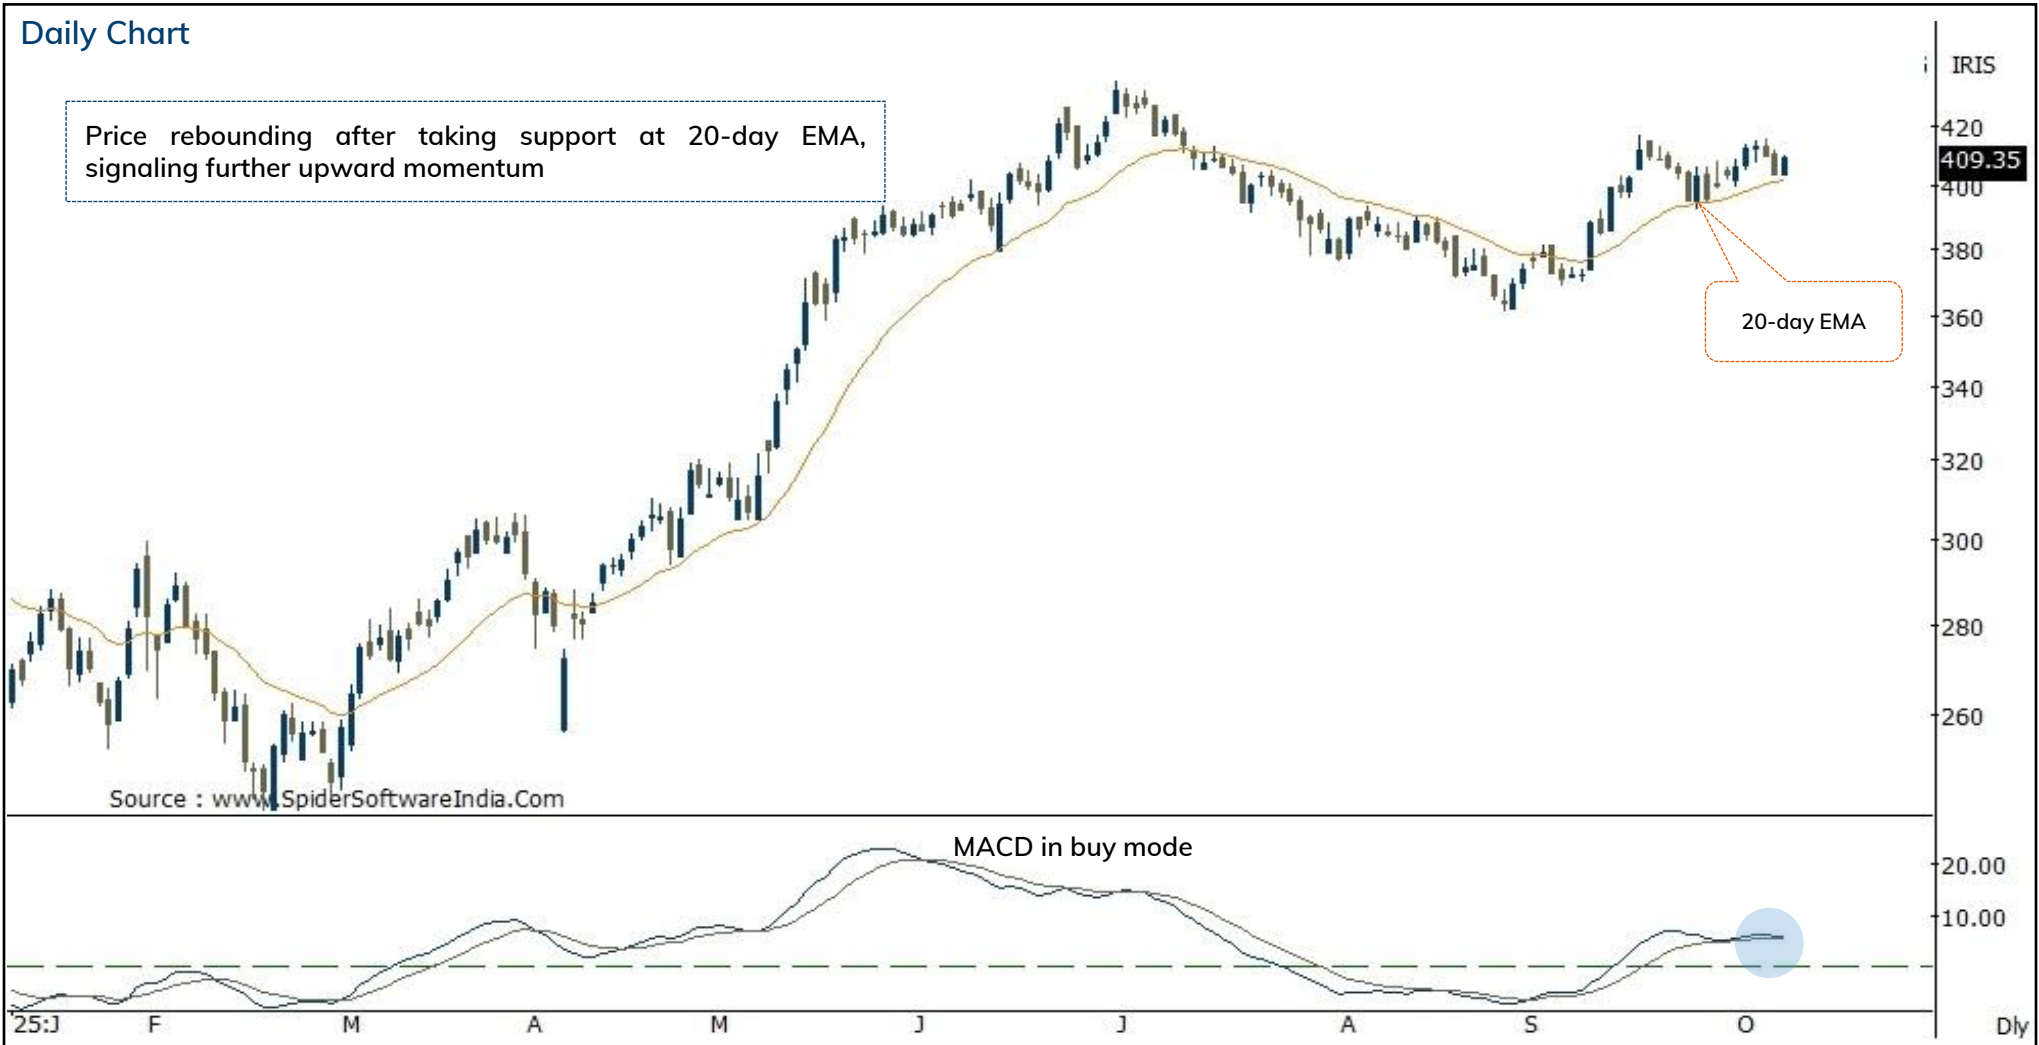 Daily Chart
IRIS
Price rebounding after taking support at 20-day EMA,
signaling further upward momentum
420
409.35
400
380
20-day EMA
360
340
320
300
280
260
Source : www.SpiderSoftwareIndia.Com
MACD in buy mode
20.00
10.00
'25:J F M A M J J A S O Dly